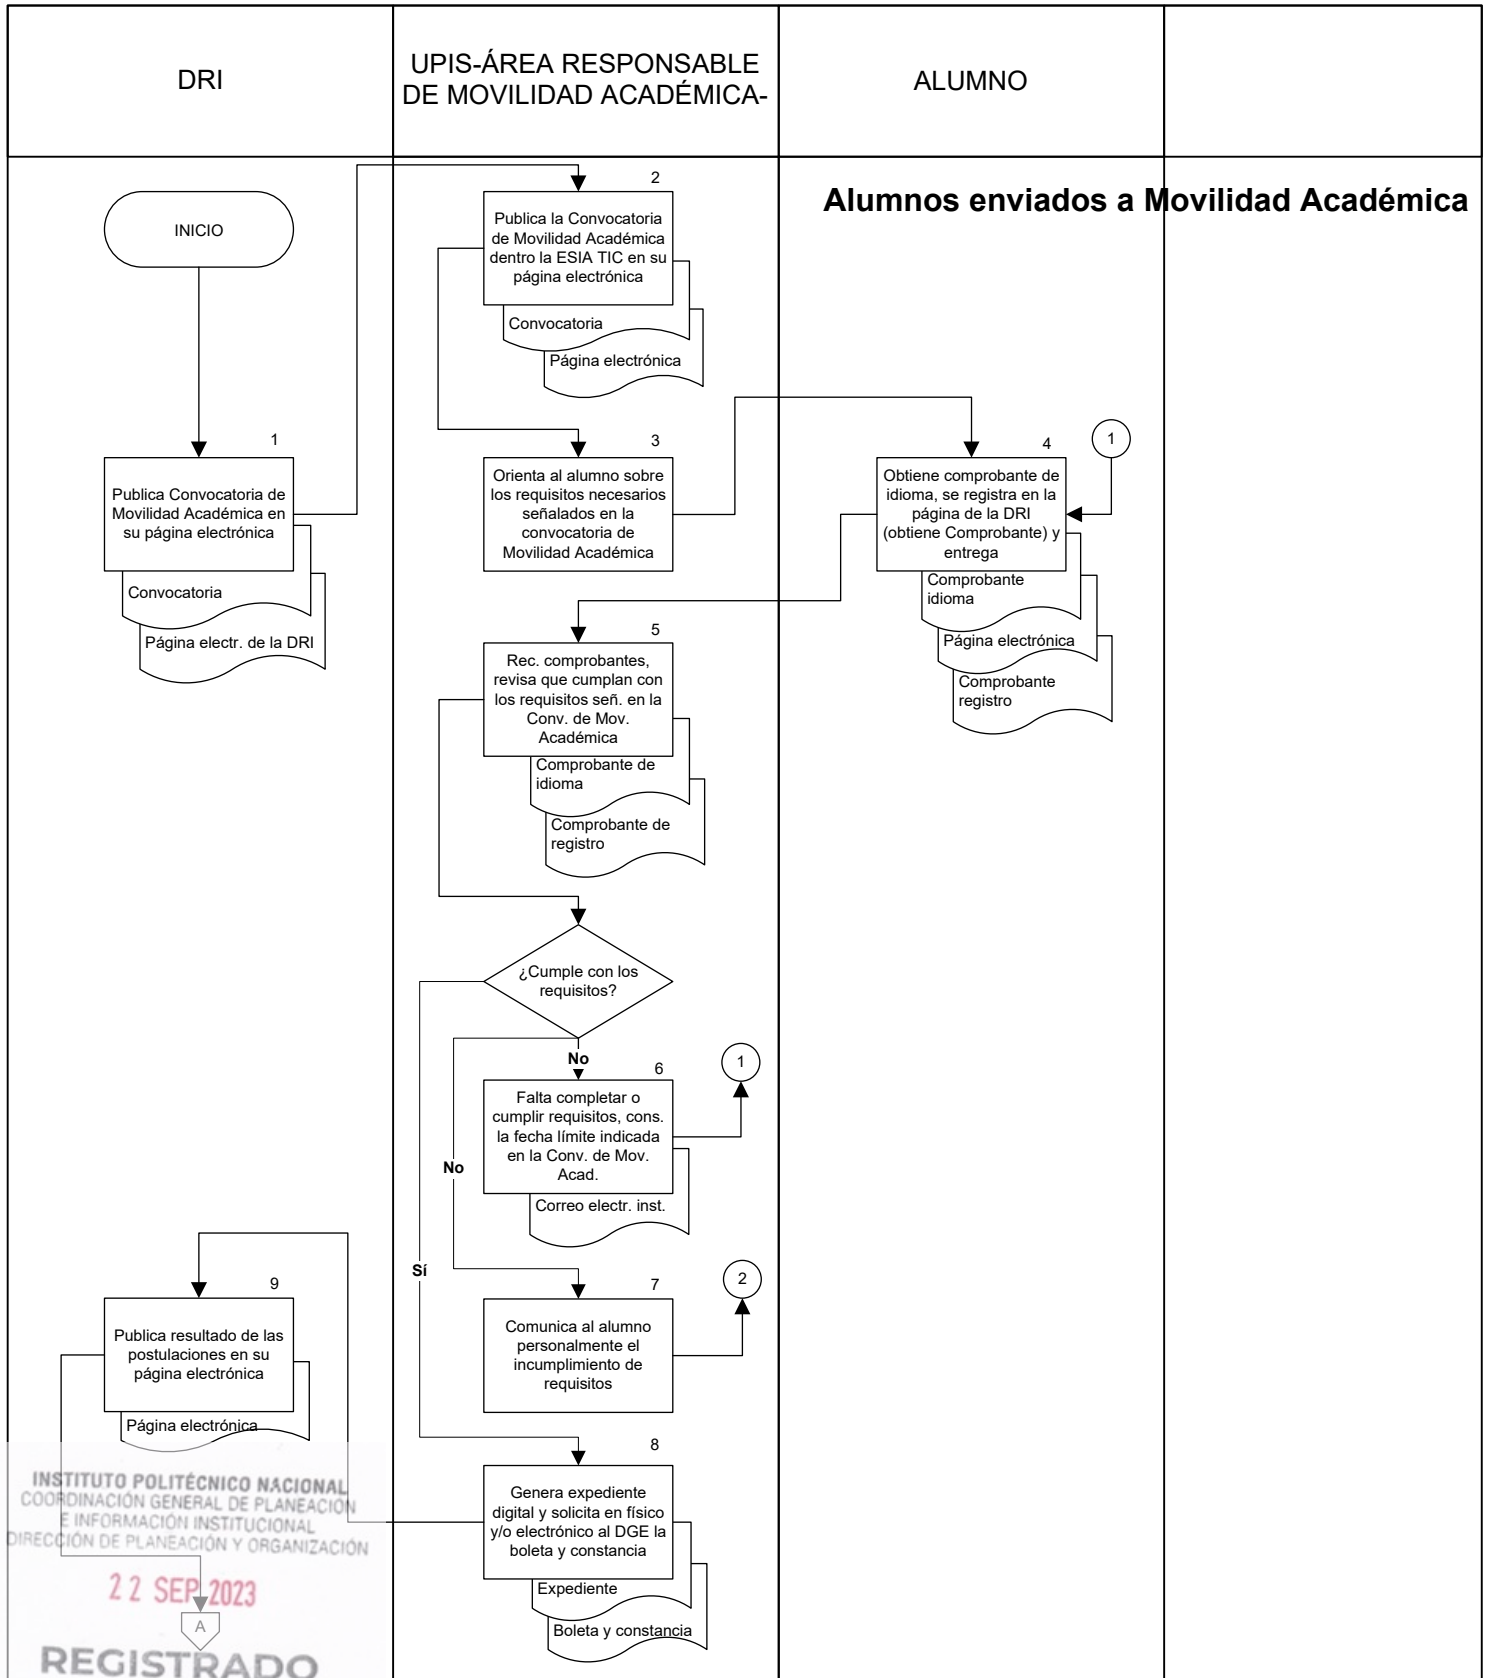 DRI
UPIS-ÁREA RESPONSABLE
DE MOVILIDAD ACADÉMICA-
ALUMNO
Alumnos enviados a Movilidad Académica
INICIO
1
Publica Convocatoria de
Movilidad Académica en
su página electrónica
Convocatoria
Página electr. de la DRI
2
Publica la Convocatoria
de Movilidad Académica
dentro la ESIA TIC en su
página electrónica
Convocatoria
Página electrónica
3
Orienta al alumno sobre
los requisitos necesarios
señalados en la
convocatoria de
Movilidad Académica
4
1
Obtiene comprobante de
idioma, se registra en la
página de la DRI
(obtiene Comprobante) y
entrega
Comprobante
idioma
Página electrónica
Comprobante
registro
5
Rec. comprobantes,
revisa que cumplan con
los requisitos señ. en la
Conv. de Mov.
Académica
Comprobante de
idioma
Comprobante de
registro
¿Cumple con los
requisitos?
No
6
1
Falta completar o
cumplir requisitos, cons.
la fecha límite indicada
en la Conv. de Mov.
Acad.
Correo electr. inst.
No
Sí
7
2
Comunica al alumno
personalmente el
incumplimiento de
requisitos
8
Genera expediente
digital y solicita en físico
y/o electrónico al DGE la
boleta y constancia
Expediente
Boleta y constancia
9
Publica resultado de las
postulaciones en su
página electrónica
Página electrónica
INSTITUTO POLITÉCNICO NACIONAL
COORDINACIÓN GENERAL DE PLANEACIÓN
E INFORMACIÓN INSTITUCIONAL
DIRECCIÓN DE PLANEACIÓN Y ORGANIZACIÓN
22 SEP 2023
A
REGISTRADO